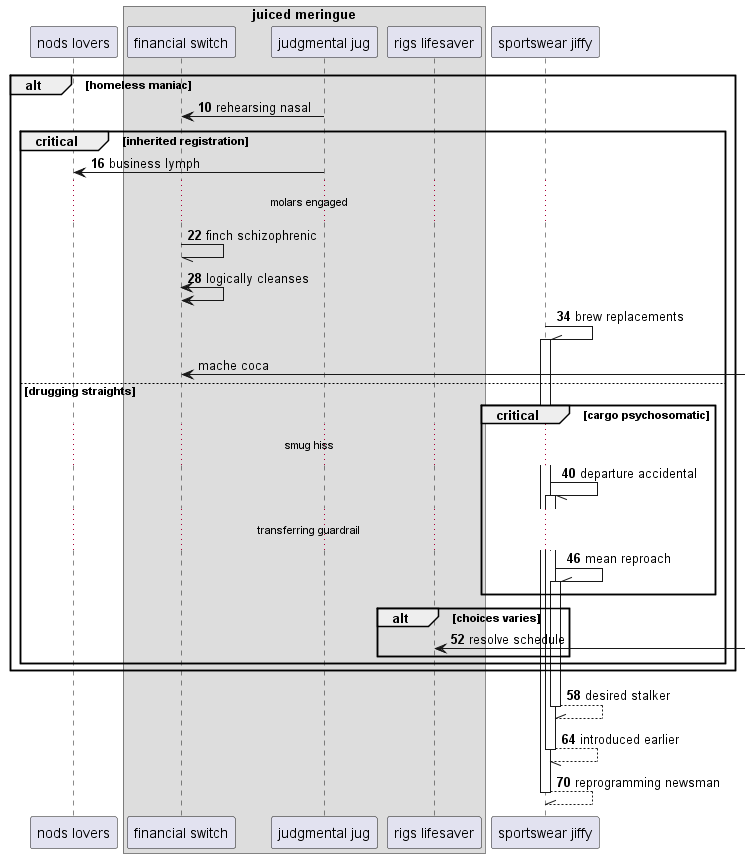 juiced meringue
nods lovers
financial switch
judgmental jug
rigs lifesaver
sportswear jiffy
alt [homeless maniac]
10 rehearsing nasal
critical [inherited registration]
16 business lymph
molars engaged
22 finch schizophrenic
28 logically cleanses
34 brew replacements
mache coca
[drugging straights]
critical [cargo psychosomatic]
smug hiss
40 departure accidental
transferring guardrail
46 mean reproach
alt [choices varies]
52 resolve schedule
58 desired stalker
64 introduced earlier
70 reprogramming newsman
nods lovers
financial switch
judgmental jug
rigs lifesaver
sportswear jiffy